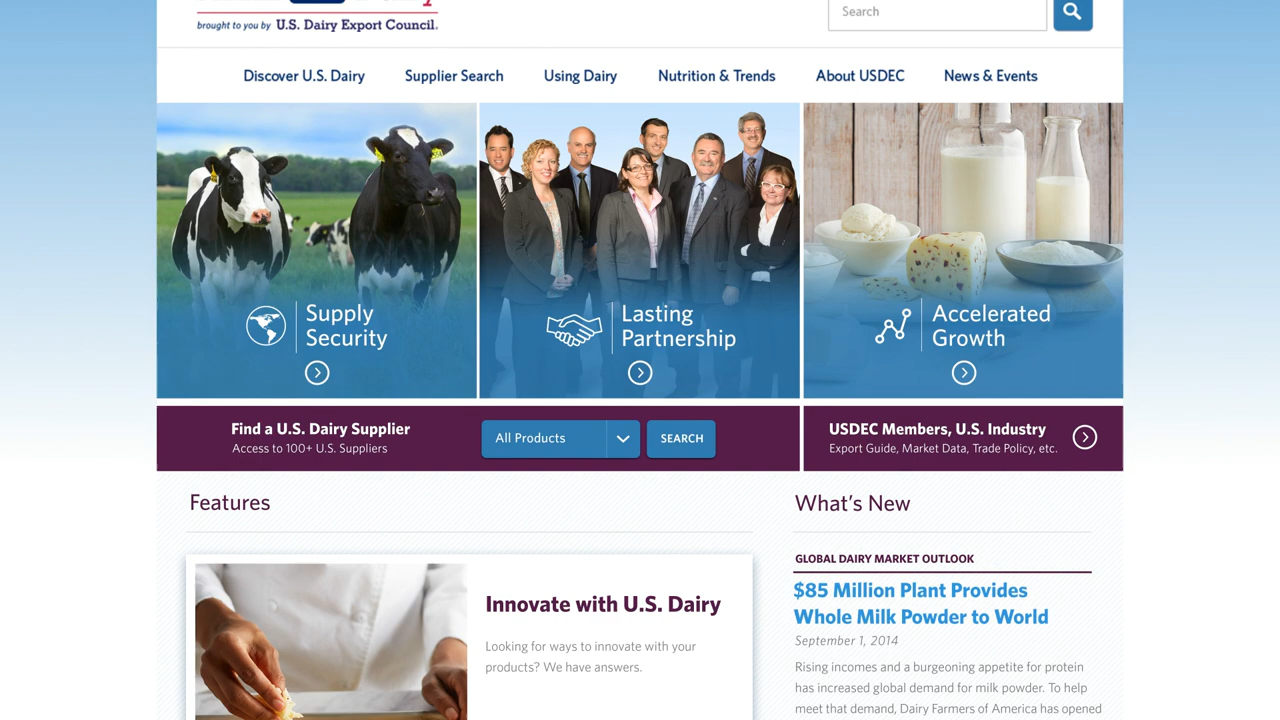 brought to you by U.S. Dairy Export Council.
Search
Discover U.S. Dairy
Supplier Search
Using Dairy
Nutrition & Trends
About USDEC
News & Events
Supply
Security
Lasting
Partnership
Accelerated
Growth
Find a U.S. Dairy Supplier
Access to 100+ U.S. Suppliers
All Products
SEARCH
USDEC Members, U.S. Industry
Export Guide, Market Data, Trade Policy, etc.
Features
Innovate with U.S. Dairy
Looking for ways to innovate with your
products? We have answers.
What's New
GLOBAL DAIRY MARKET OUTLOOK
$85 Million Plant Provides
Whole Milk Powder to World
September 1, 2014
Rising incomes and a burgeoning appetite for protein
has increased global demand for milk powder. To help
meet that demand, Dairy Farmers of America has opened